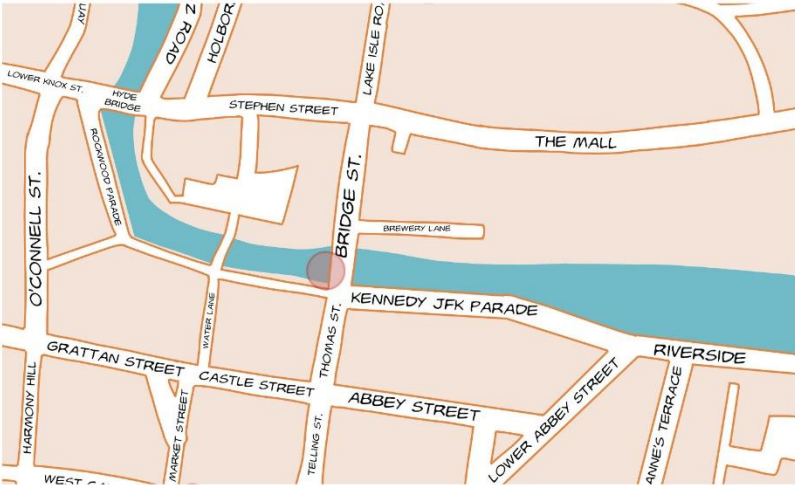 UAY
Z ROAD
HOLBOR
LAKE ISLE RO
LOWER KNOX ST.
HYDE
BRIDGE
STEPHEN STREET
THE MALL
ROCKWOOD PARADE
BRIDGE ST.
O'CONNELL ST.
BREWERY LANE
WATER LANE
KENNEDY JFK PARADE
THOMAS ST.
GRATTAN STREET
RIVERSIDE
CASTLE STREET
ABBEY STREET
LOWER ABBEY STREET
HARMONY HILL
MARKET STREET
TELLING ST.
ANNE'S TERRACE